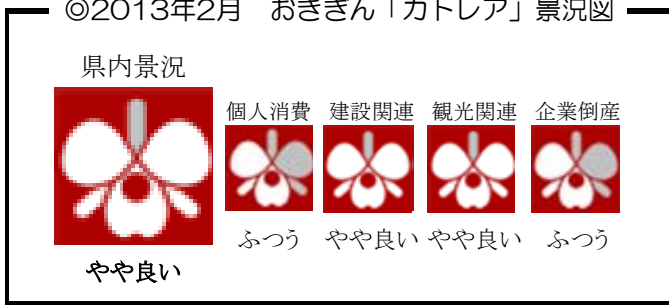 ◎2013年2月　おきぎん「カトレア」景況図
県内景況
個人消費 建設関連 観光関連 企業倒産
ふつう やや良い やや良い ふつう
やや良い